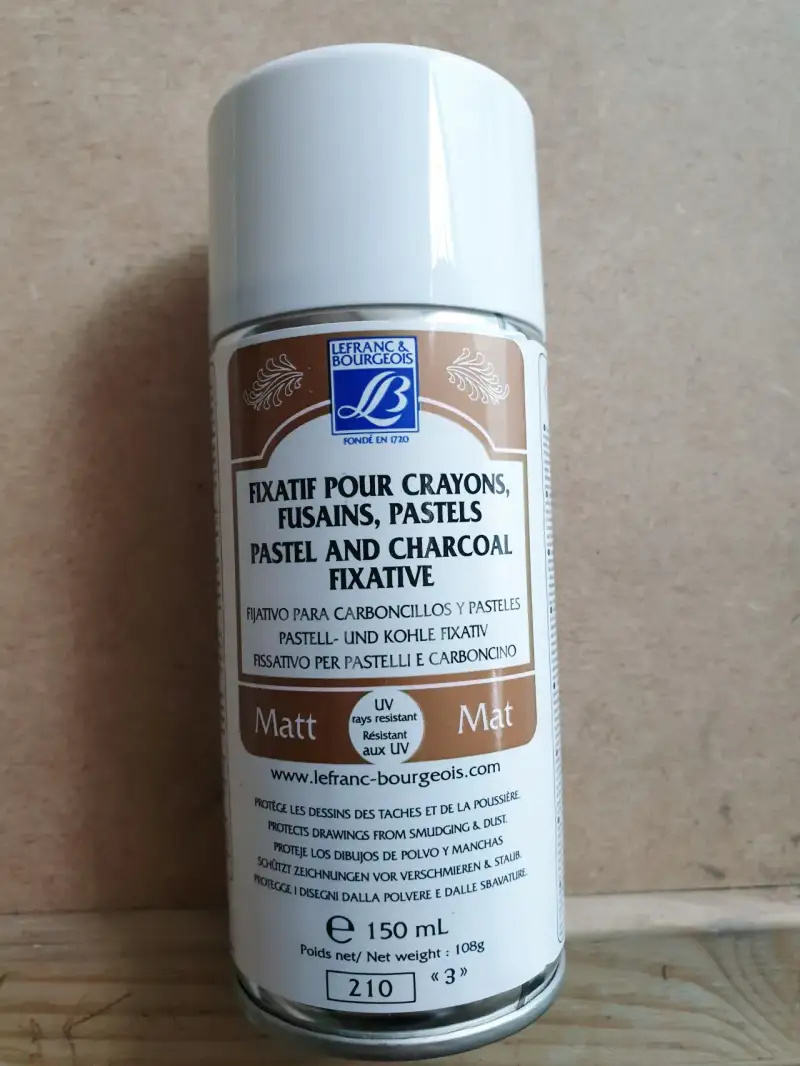 LEFRANC &
BOURGEOIS
LB
FONDÉ EN 1720
FIXATIF POUR CRAYONS,
FUSAINS, PASTELS
PASTEL AND CHARCOAL
FIXATIVE
FIJATIVO PARA CARBONCILLOS Y PASTELES
PASTELL- UND KOHLE FIXATIV
FISSATIVO PER PASTELLI E CARBONCINO
Matt
UV
rays resistant
Résistant
aux UV
Mat
www.lefranc-bourgeois.com
PROTÈGE LES DESSINS DES TACHES ET DE LA POUSSIÈRE.
PROTECTS DRAWINGS FROM SMUDGING & DUST.
PROTEJE LOS DIBUJOS DE POLVO Y MANCHAS
SCHÜTZT ZEICHNUNGEN VOR VERSCHMIEREN & STAUB.
PROTEGGE I DISEGNI DALLA POLVERE E DALLE SBAVATURE.
e 150 mL
Poids net/ Net weight : 108g
210 «3»